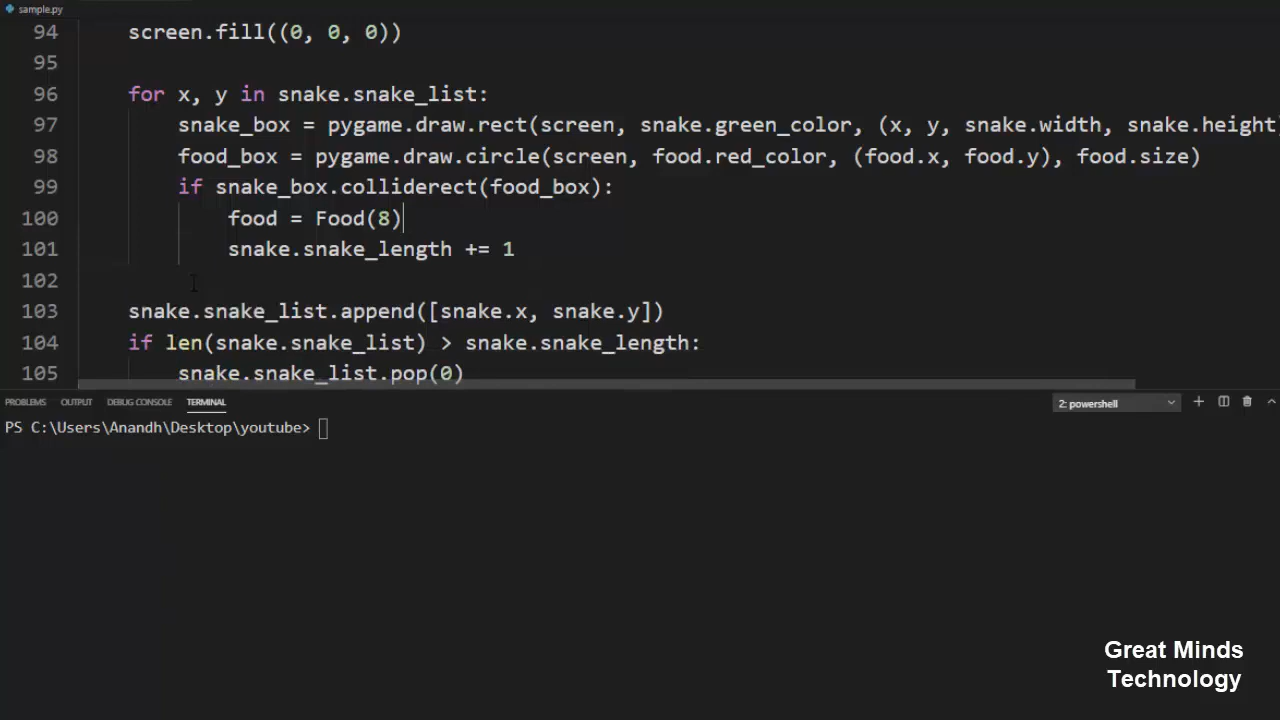 sample.py
94 screen.fill((0, 0, 0))
95
96 for x, y in snake.snake_list:
97 snake_box = pygame.draw.rect(screen, snake.green_color, (x, y, snake.width, snake.height
98 food_box = pygame.draw.circle(screen, food.red_color, (food.x, food.y), food.size)
99 if snake_box.colliderect(food_box):
100 food = Food(8)
101 snake.snake_length += 1
102
103 snake.snake_list.append([snake.x, snake.y])
104 if len(snake.snake_list) > snake.snake_length:
105 snake.snake_list.pop(0)
PROBLEMS OUTPUT DEBUG CONSOLE TERMINAL 2: powershell
PS C:\Users\Anandh\Desktop\youtube>
Great Minds
Technology